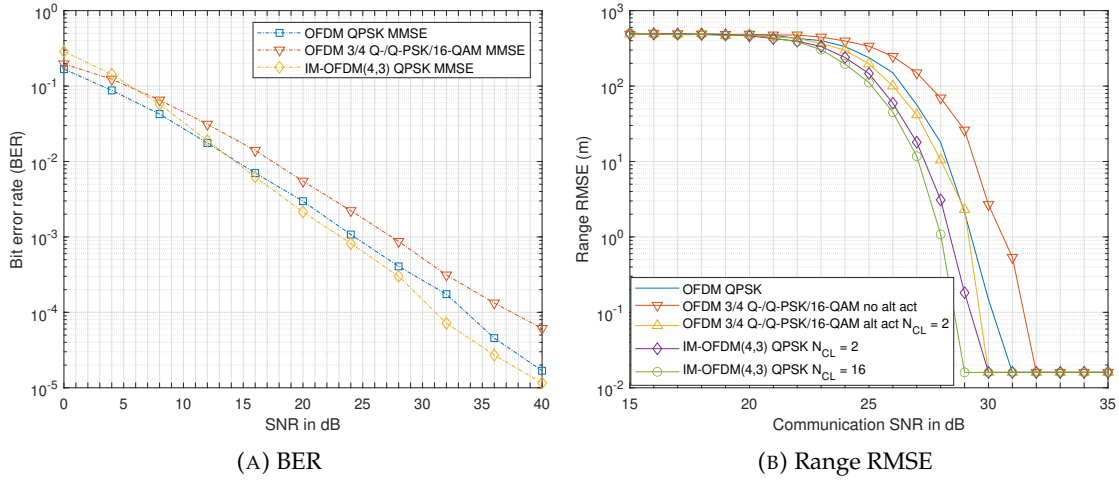 10^0
10^-1
10^-2
10^-3
10^-4
10^-5
Bit error rate (BER)
OFDM QPSK MMSE
OFDM 3/4 Q-/Q-PSK/16-QAM MMSE
IM-OFDM(4,3) QPSK MMSE
0 5 10 15 20 25 30 35 40
SNR in dB
(A) BER
10^3
10^2
10^1
10^0
10^-1
10^-2
Range RMSE (m)
OFDM QPSK
OFDM 3/4 Q-/Q-PSK/16-QAM no alt act
OFDM 3/4 Q-/Q-PSK/16-QAM alt act N_CL = 2
IM-OFDM(4,3) QPSK N_CL = 2
IM-OFDM(4,3) QPSK N_CL = 16
15 20 25 30 35
Communication SNR in dB
(B) Range RMSE